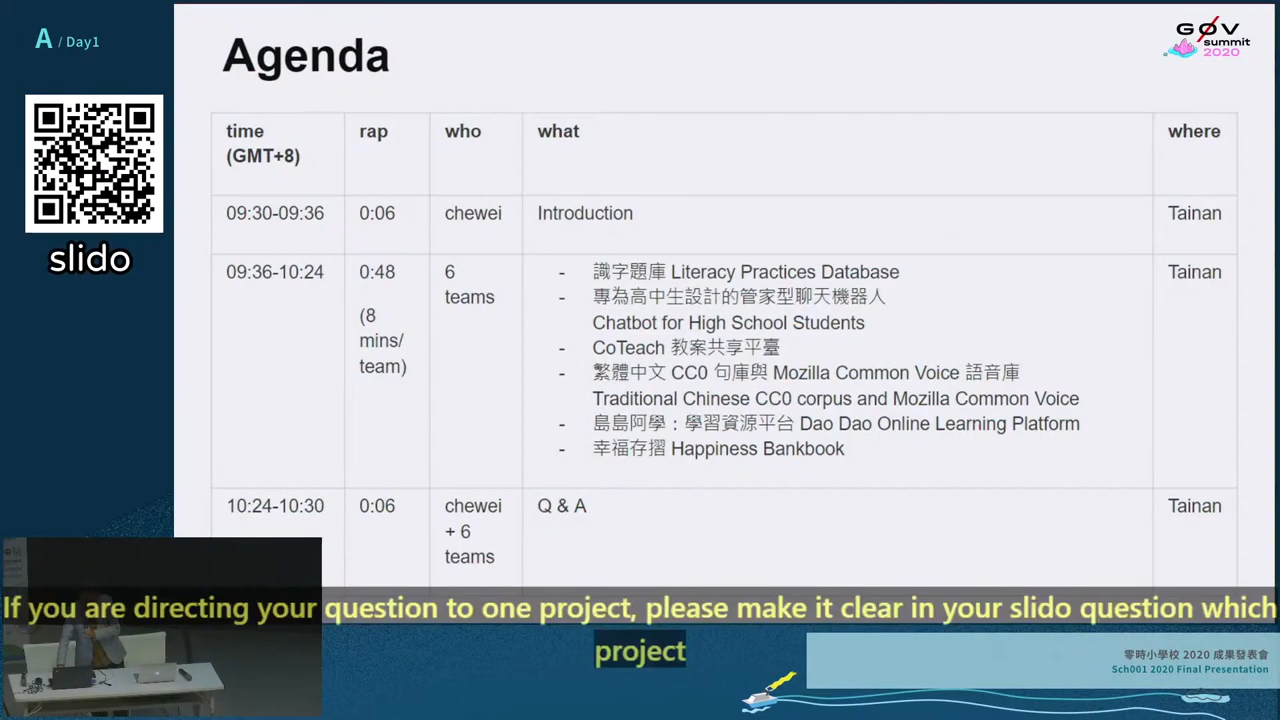 A / Day1
slido
Agenda
GØV
summit
2020
time
(GMT+8)
rap
who
what
where
09:30-09:36
0:06
chewei
Introduction
Tainan
09:36-10:24
0:48
(8
mins/
team)
6
teams
- 識字題庫 Literacy Practices Database
- 專為高中生設計的管家型聊天機器人
Chatbot for High School Students
- CoTeach 教案共享平臺
- 繁體中文 CC0 句庫與 Mozilla Common Voice 語音庫
Traditional Chinese CC0 corpus and Mozilla Common Voice
- 島島阿學：學習資源平台 Dao Dao Online Learning Platform
- 幸福存摺 Happiness Bankbook
Tainan
10:24-10:30
0:06
chewei
+ 6
teams
Q & A
Tainan
If you are directing your question to one project, please make it clear in your slido question which
project
零時小學校 2020 成果發表會
Sch001 2020 Final Presentation